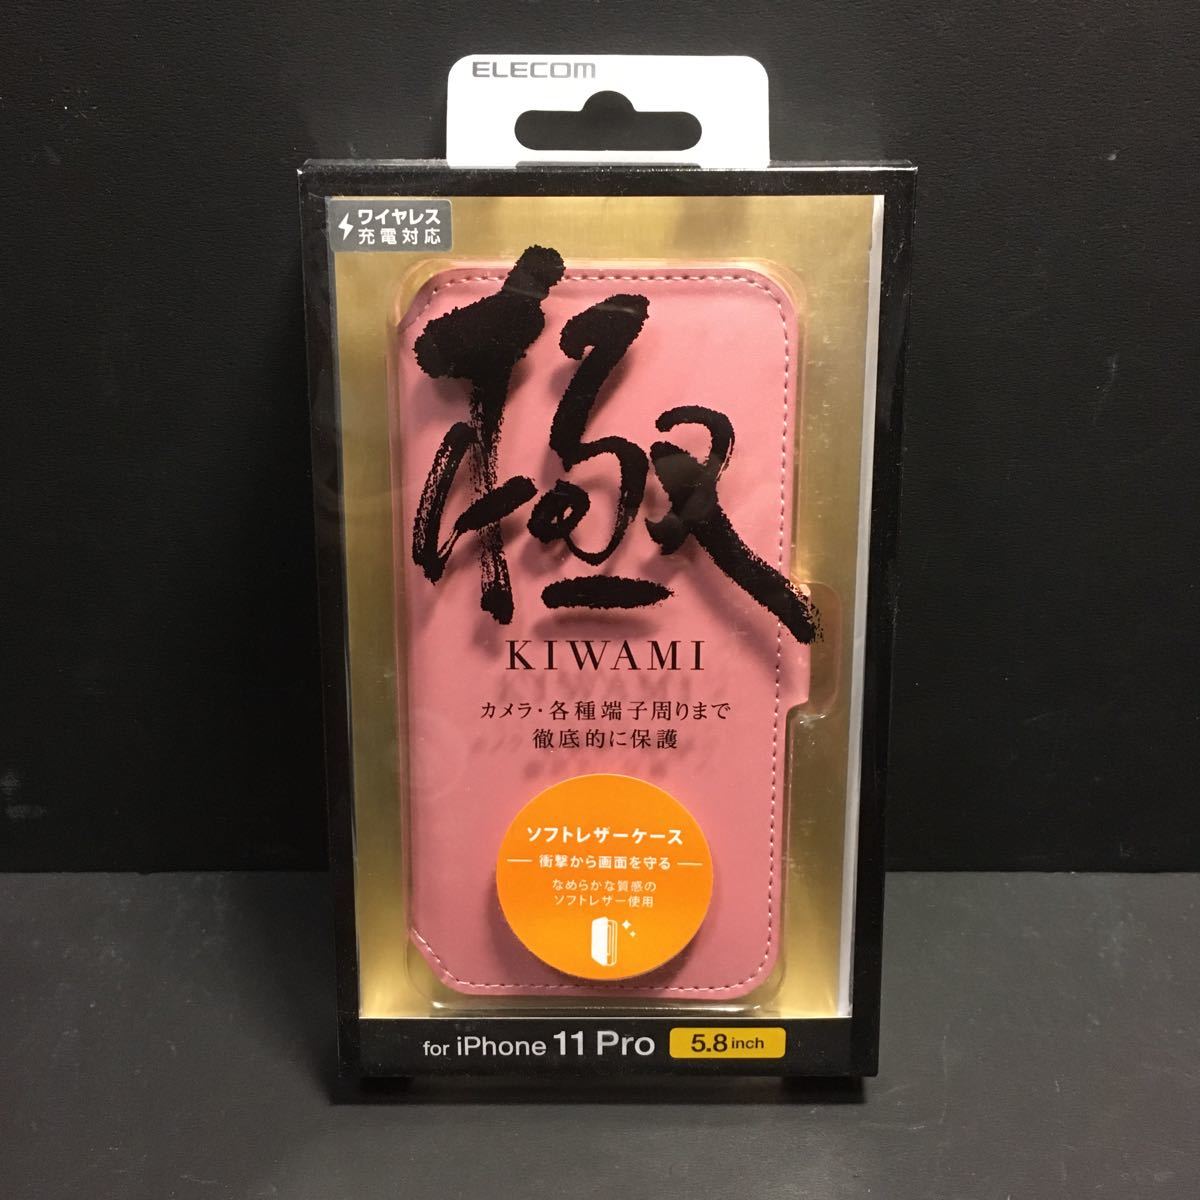 ELECOM
ワイヤレス
充電対応
極
KIWAMI
カメラ・各種端子周りまで
徹底的に保護
ソフトレザーケース
衝撃から画面を守る
なめらかな質感の
ソフトレザー使用
for iPhone 11 Pro 5.8inch